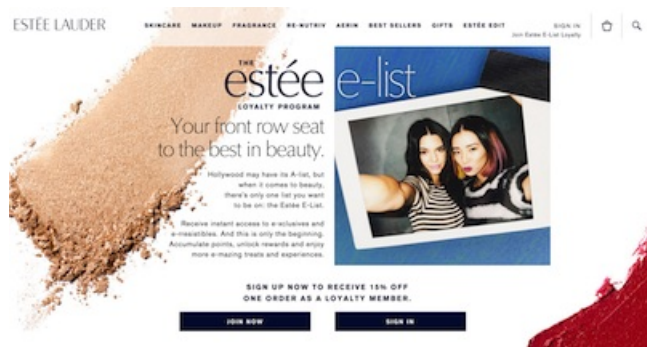 ESTĒE LAUDER
SKINCARE MAKEUP FRAGRANCE RE-NUTRIV AERIN BEST SELLERS GIFTS ESTĒE EDIT
SIGN IN
Join Estée E-List Loyalty
THE
estée e-list
LOYALTY PROGRAM
Your front row seat
to the best in beauty.
Hollywood may have its A-list, but
when it comes to beauty,
there's only one list you want
to be on: the Estée E-List.
Receive instant access to e-xclusives and
e-rresistibles. And this is only the beginning.
Accumulate points, unlock rewards and enjoy
more e-mazing treats and experiences.
SIGN UP NOW TO RECEIVE 15% OFF
ONE ORDER AS A LOYALTY MEMBER.
JOIN NOW SIGN IN